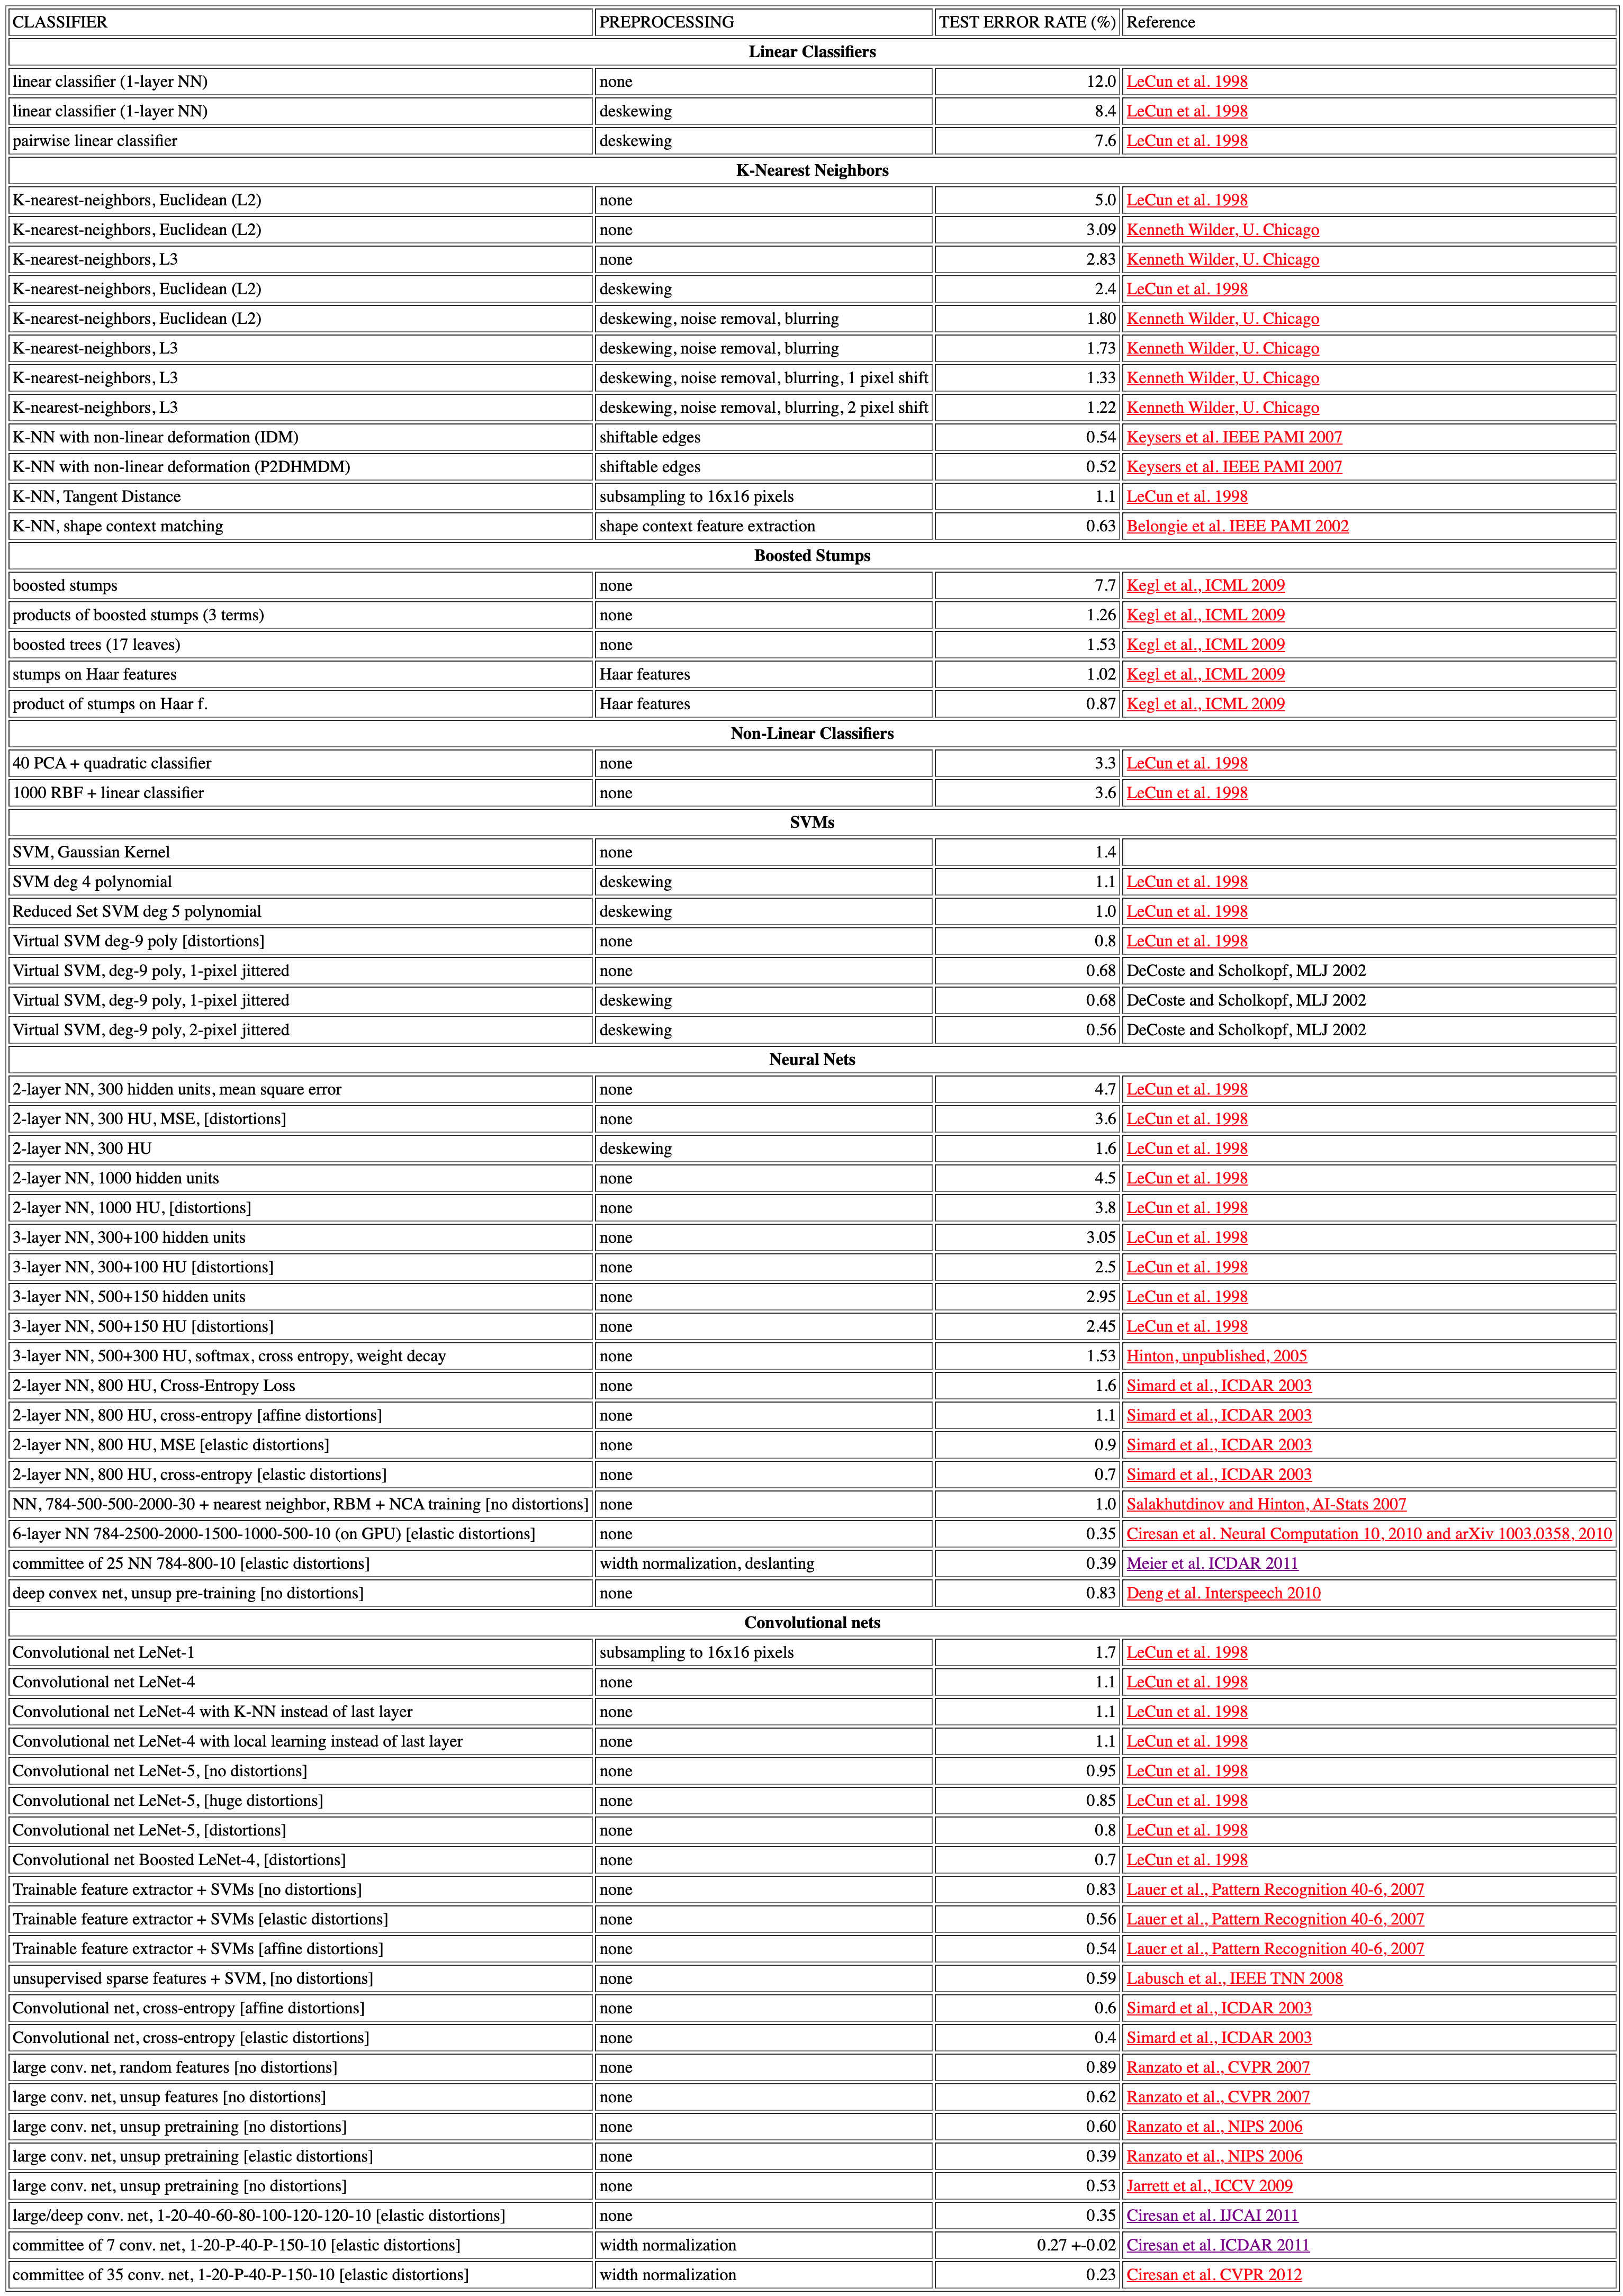 CLASSIFIER PREPROCESSING TEST ERROR RATE (%) Reference
Linear Classifiers
linear classifier (1-layer NN) none 12.0 LeCun et al. 1998
linear classifier (1-layer NN) deskewing 8.4 LeCun et al. 1998
pairwise linear classifier deskewing 7.6 LeCun et al. 1998
K-Nearest Neighbors
K-nearest-neighbors, Euclidean (L2) none 5.0 LeCun et al. 1998
K-nearest-neighbors, Euclidean (L2) none 3.09 Kenneth Wilder, U. Chicago
K-nearest-neighbors, L3 none 2.83 Kenneth Wilder, U. Chicago
K-nearest-neighbors, Euclidean (L2) deskewing 2.4 LeCun et al. 1998
K-nearest-neighbors, Euclidean (L2) deskewing, noise removal, blurring 1.80 Kenneth Wilder, U. Chicago
K-nearest-neighbors, L3 deskewing, noise removal, blurring 1.73 Kenneth Wilder, U. Chicago
K-nearest-neighbors, L3 deskewing, noise removal, blurring, 1 pixel shift 1.33 Kenneth Wilder, U. Chicago
K-nearest-neighbors, L3 deskewing, noise removal, blurring, 2 pixel shift 1.22 Kenneth Wilder, U. Chicago
K-NN with non-linear deformation (IDM) shiftable edges 0.54 Keysers et al. IEEE PAMI 2007
K-NN with non-linear deformation (P2DHMDM) shiftable edges 0.52 Keysers et al. IEEE PAMI 2007
K-NN, Tangent Distance subsampling to 16x16 pixels 1.1 LeCun et al. 1998
K-NN, shape context matching shape context feature extraction 0.63 Belongie et al. IEEE PAMI 2002
Boosted Stumps
boosted stumps none 7.7 Kegl et al., ICML 2009
products of boosted stumps (3 terms) none 1.26 Kegl et al., ICML 2009
boosted trees (17 leaves) none 1.53 Kegl et al., ICML 2009
stumps on Haar features Haar features 1.02 Kegl et al., ICML 2009
product of stumps on Haar f. Haar features 0.87 Kegl et al., ICML 2009
Non-Linear Classifiers
40 PCA + quadratic classifier none 3.3 LeCun et al. 1998
1000 RBF + linear classifier none 3.6 LeCun et al. 1998
SVMs
SVM, Gaussian Kernel none 1.4
SVM deg 4 polynomial deskewing 1.1 LeCun et al. 1998
Reduced Set SVM deg 5 polynomial deskewing 1.0 LeCun et al. 1998
Virtual SVM deg-9 poly [distortions] none 0.8 LeCun et al. 1998
Virtual SVM, deg-9 poly, 1-pixel jittered none 0.68 DeCoste and Scholkopf, MLJ 2002
Virtual SVM, deg-9 poly, 1-pixel jittered deskewing 0.68 DeCoste and Scholkopf, MLJ 2002
Virtual SVM, deg-9 poly, 2-pixel jittered deskewing 0.56 DeCoste and Scholkopf, MLJ 2002
Neural Nets
2-layer NN, 300 hidden units, mean square error none 4.7 LeCun et al. 1998
2-layer NN, 300 HU, MSE, [distortions] none 3.6 LeCun et al. 1998
2-layer NN, 300 HU deskewing 1.6 LeCun et al. 1998
2-layer NN, 1000 hidden units none 4.5 LeCun et al. 1998
2-layer NN, 1000 HU, [distortions] none 3.8 LeCun et al. 1998
3-layer NN, 300+100 hidden units none 3.05 LeCun et al. 1998
3-layer NN, 300+100 HU [distortions] none 2.5 LeCun et al. 1998
3-layer NN, 500+150 hidden units none 2.95 LeCun et al. 1998
3-layer NN, 500+150 HU [distortions] none 2.45 LeCun et al. 1998
3-layer NN, 500+300 HU, softmax, cross entropy, weight decay none 1.53 Hinton, unpublished, 2005
2-layer NN, 800 HU, Cross-Entropy Loss none 1.6 Simard et al., ICDAR 2003
2-layer NN, 800 HU, cross-entropy [affine distortions] none 1.1 Simard et al., ICDAR 2003
2-layer NN, 800 HU, MSE [elastic distortions] none 0.9 Simard et al., ICDAR 2003
2-layer NN, 800 HU, cross-entropy [elastic distortions] none 0.7 Simard et al., ICDAR 2003
NN, 784-500-500-2000-30 + nearest neighbor, RBM + NCA training [no distortions] none 1.0 Salakhutdinov and Hinton, AI-Stats 2007
6-layer NN 784-2500-2000-1500-1000-500-10 (on GPU) [elastic distortions] none 0.35 Ciresan et al. Neural Computation 10, 2010 and arXiv 1003.0358, 2010
committee of 25 NN 784-800-10 [elastic distortions] width normalization, deslanting 0.39 Meier et al. ICDAR 2011
deep convex net, unsup pre-training [no distortions] none 0.83 Deng et al. Interspeech 2010
Convolutional nets
Convolutional net LeNet-1 subsampling to 16x16 pixels 1.7 LeCun et al. 1998
Convolutional net LeNet-4 none 1.1 LeCun et al. 1998
Convolutional net LeNet-4 with K-NN instead of last layer none 1.1 LeCun et al. 1998
Convolutional net LeNet-4 with local learning instead of last layer none 1.1 LeCun et al. 1998
Convolutional net LeNet-5, [no distortions] none 0.95 LeCun et al. 1998
Convolutional net LeNet-5, [huge distortions] none 0.85 LeCun et al. 1998
Convolutional net LeNet-5, [distortions] none 0.8 LeCun et al. 1998
Convolutional net Boosted LeNet-4, [distortions] none 0.7 LeCun et al. 1998
Trainable feature extractor + SVMs [no distortions] none 0.83 Lauer et al., Pattern Recognition 40-6, 2007
Trainable feature extractor + SVMs [elastic distortions] none 0.56 Lauer et al., Pattern Recognition 40-6, 2007
Trainable feature extractor + SVMs [affine distortions] none 0.54 Lauer et al., Pattern Recognition 40-6, 2007
unsupervised sparse features + SVM, [no distortions] none 0.59 Labusch et al., IEEE TNN 2008
Convolutional net, cross-entropy [affine distortions] none 0.6 Simard et al., ICDAR 2003
Convolutional net, cross-entropy [elastic distortions] none 0.4 Simard et al., ICDAR 2003
large conv. net, random features [no distortions] none 0.89 Ranzato et al., CVPR 2007
large conv. net, unsup features [no distortions] none 0.62 Ranzato et al., CVPR 2007
large conv. net, unsup pretraining [no distortions] none 0.60 Ranzato et al., NIPS 2006
large conv. net, unsup pretraining [elastic distortions] none 0.39 Ranzato et al., NIPS 2006
large conv. net, unsup pretraining [no distortions] none 0.53 Jarrett et al., ICCV 2009
large/deep conv. net, 1-20-40-60-80-100-120-120-10 [elastic distortions] none 0.35 Ciresan et al. IJCAI 2011
committee of 7 conv. net, 1-20-P-40-P-150-10 [elastic distortions] width normalization 0.27 +-0.02 Ciresan et al. ICDAR 2011
committee of 35 conv. net, 1-20-P-40-P-150-10 [elastic distortions] width normalization 0.23 Ciresan et al. CVPR 2012